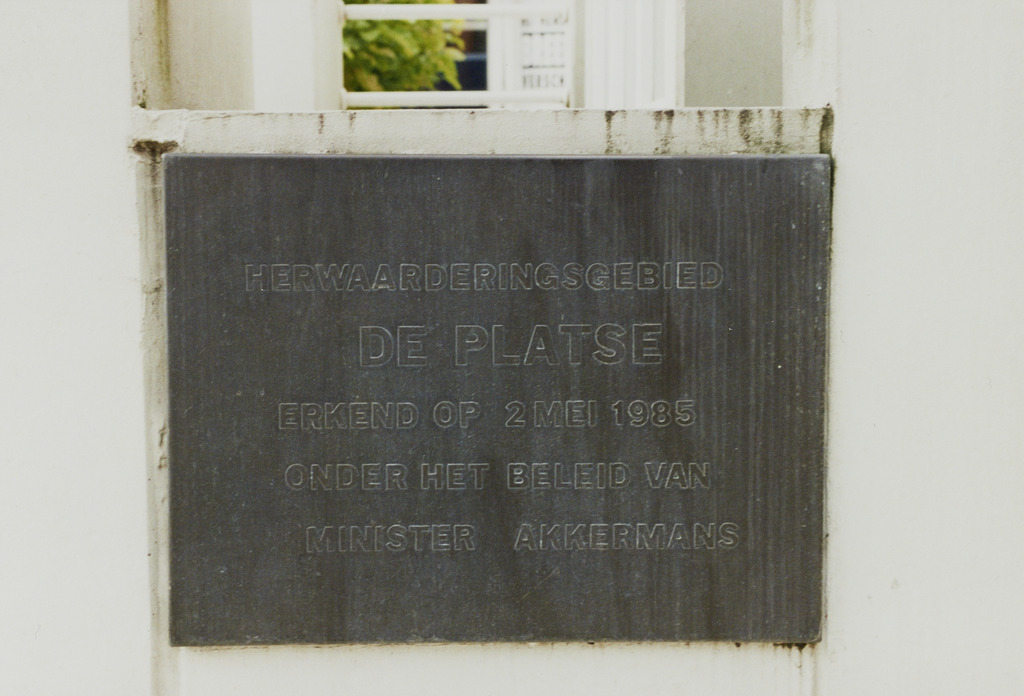 HERWAARDERINGSGEBIED
DE PLATSE
ERKEND OP 2 MEI 1985
ONDER HET BELEID VAN
MINISTER AKKERMANS